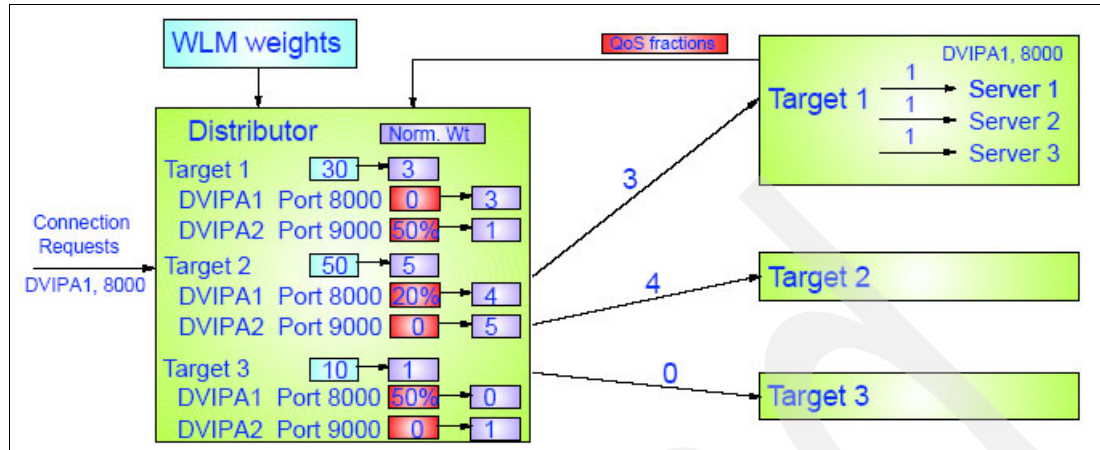 WLM weights
QoS fractions
Distributor
Norm. Wt
Target 1 30 3
DVIPA1 Port 8000 0 3
DVIPA2 Port 9000 50% 1
Target 2 50 5
DVIPA1 Port 8000 20% 4
DVIPA2 Port 9000 0 5
Target 3 10 1
DVIPA1 Port 8000 50% 0
DVIPA2 Port 9000 0 1
Connection
Requests
DVIPA1, 8000
3
4
0
DVIPA1, 8000
Target 1
1 Server 1
1 Server 2
1 Server 3
Target 2
Target 3